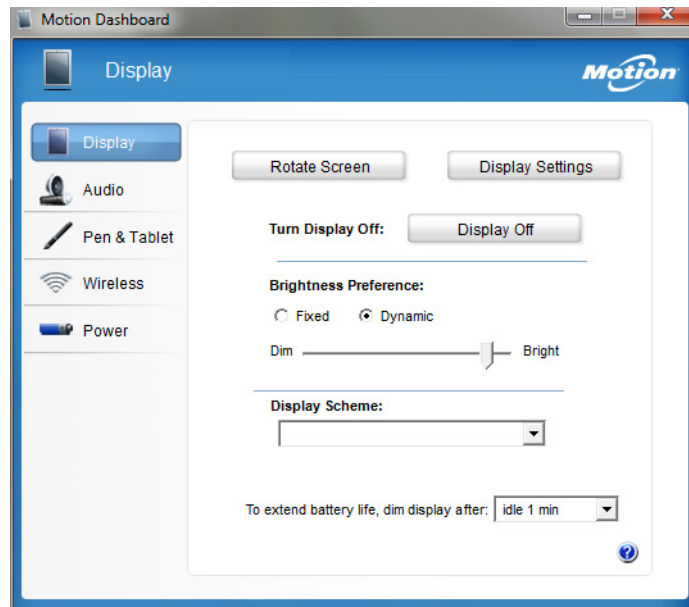 Motion Dashboard
Display
Motion
Display
Audio
Pen & Tablet
Wireless
Power
Rotate Screen
Display Settings
Turn Display Off:
Display Off
Brightness Preference:
Fixed
Dynamic
Dim
Bright
Display Scheme:
To extend battery life, dim display after: idle 1 min
?